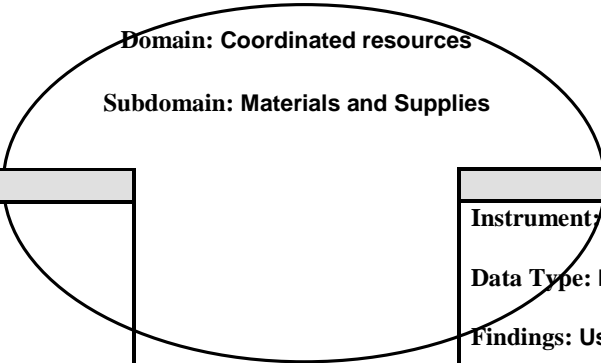 Domain: Coordinated resources
Subdomain: Materials and Supplies
Instrument:
Data Type:
Findings: